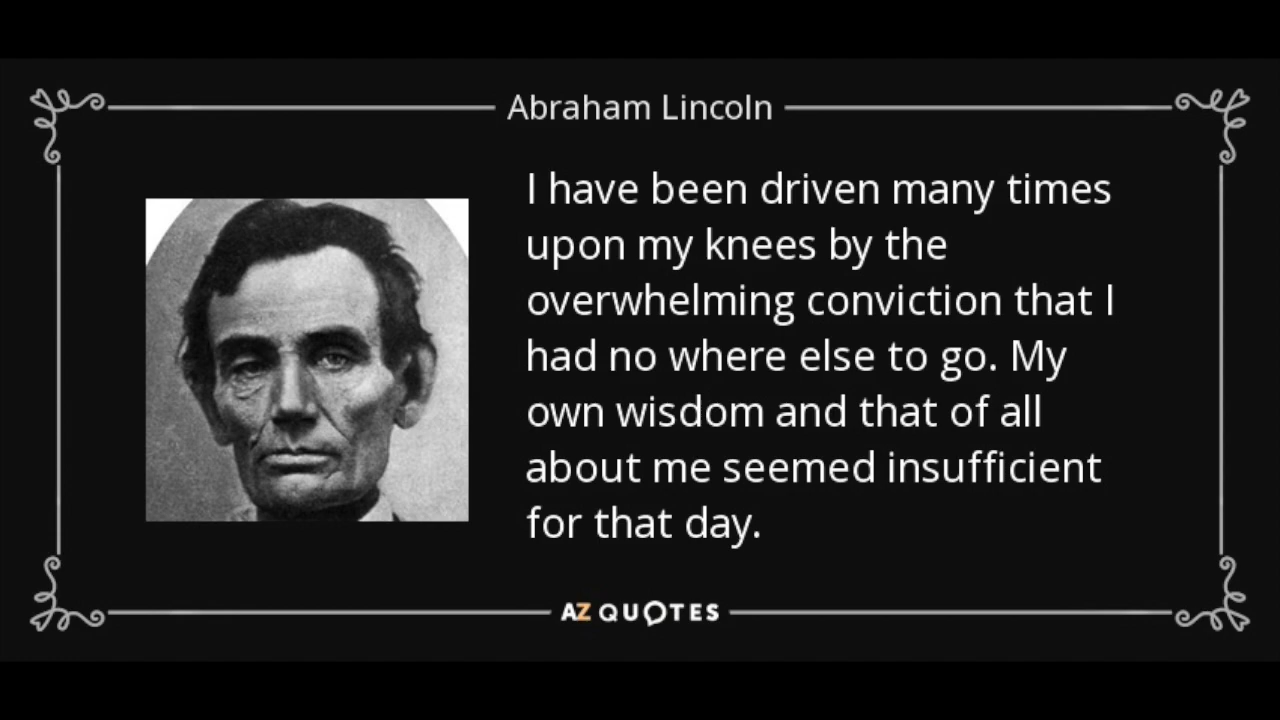 Abraham Lincoln
I have been driven many times
upon my knees by the
overwhelming conviction that I
had no where else to go. My
own wisdom and that of all
about me seemed insufficient
for that day.
AZ QUOTES